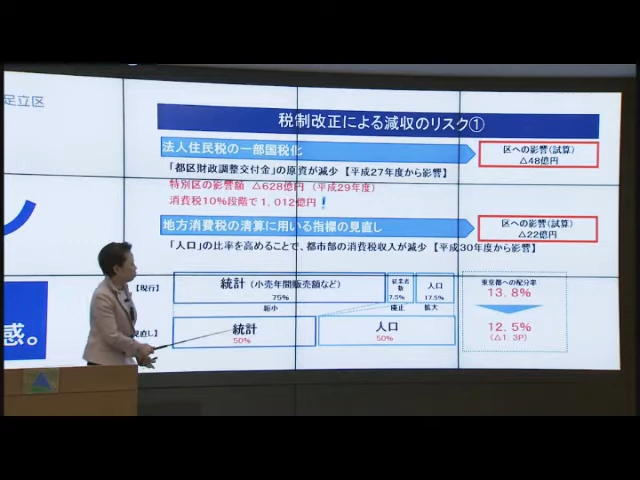 足立区
感。
税制改正による減収のリスク①
法人住民税の一部国税化
区への影響(試算)
△48億円
「都区財政調整交付金」の原資が減少 【平成27年度から影響】
特別区の影響額 △628億円 (平成29年度)
消費税10%段階で1,012億円!
地方消費税の清算に用いる指標の見直し
区への影響(試算)
△22億円
「人口」の比率を高めることで、都市部の消費税収入が減少 【平成30年度から影響】
【現行】
統計 (小売年間販売額など)
75%
従業者数
7.5%
人口
17.5%
縮小
廃止
拡大
見直し】
統計
50%
人口
50%
東京都への配分率
13.8%
12.5%
(△1.3P)